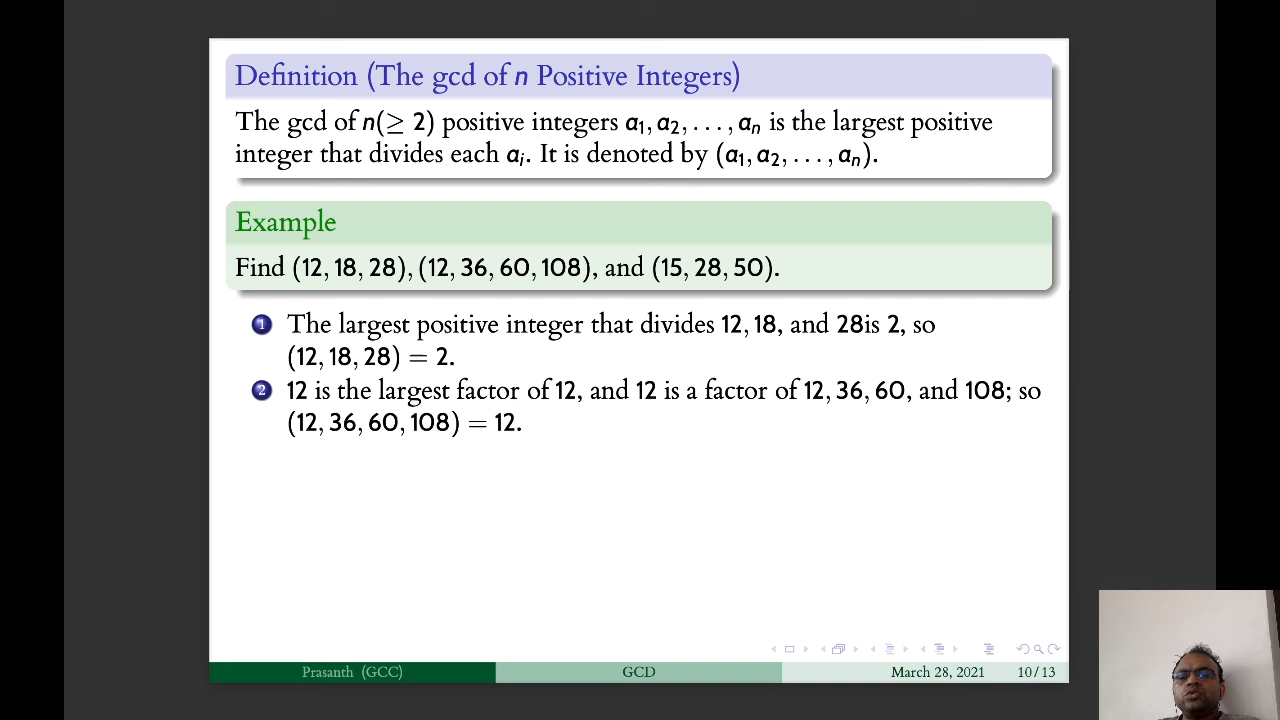 Definition (The gcd of n Positive Integers)
The gcd of n(≥ 2) positive integers a₁, a₂, . . . , aₙ is the largest positive
integer that divides each aᵢ. It is denoted by (a₁, a₂, . . . , aₙ).
Example
Find (12, 18, 28), (12, 36, 60, 108), and (15, 28, 50).
1 The largest positive integer that divides 12, 18, and 28is 2, so
(12, 18, 28) = 2.
2 12 is the largest factor of 12, and 12 is a factor of 12, 36, 60, and 108; so
(12, 36, 60, 108) = 12.
Prasanth (GCC) GCD March 28, 2021 10 / 13